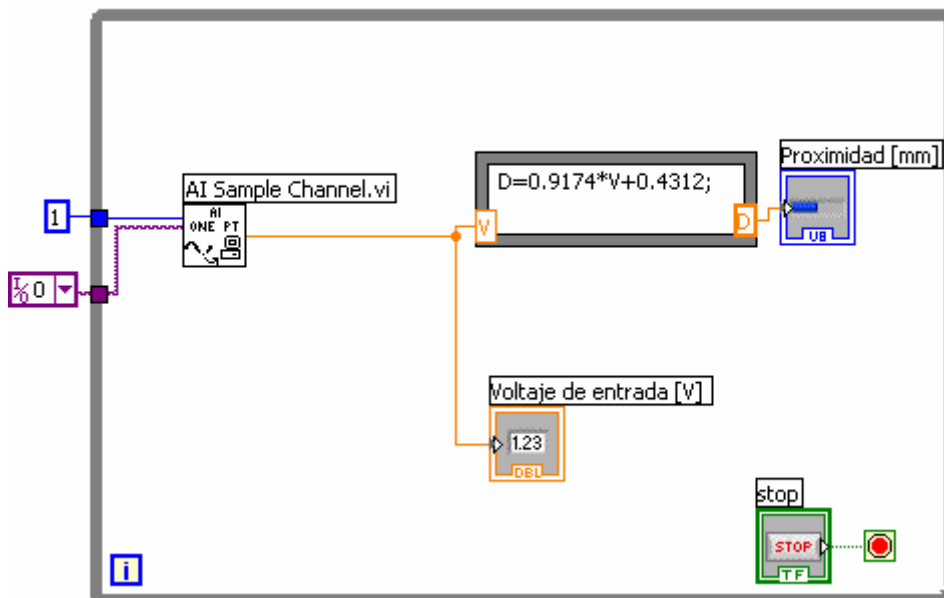 Proximidad [mm]
AI Sample Channel.vi
D=0.9174*V+0.4312;
AI
ONE PT
1
V
D
U8
I/O 0
Voltaje de entrada [V]
1.23
DBL
stop
STOP
TF
i